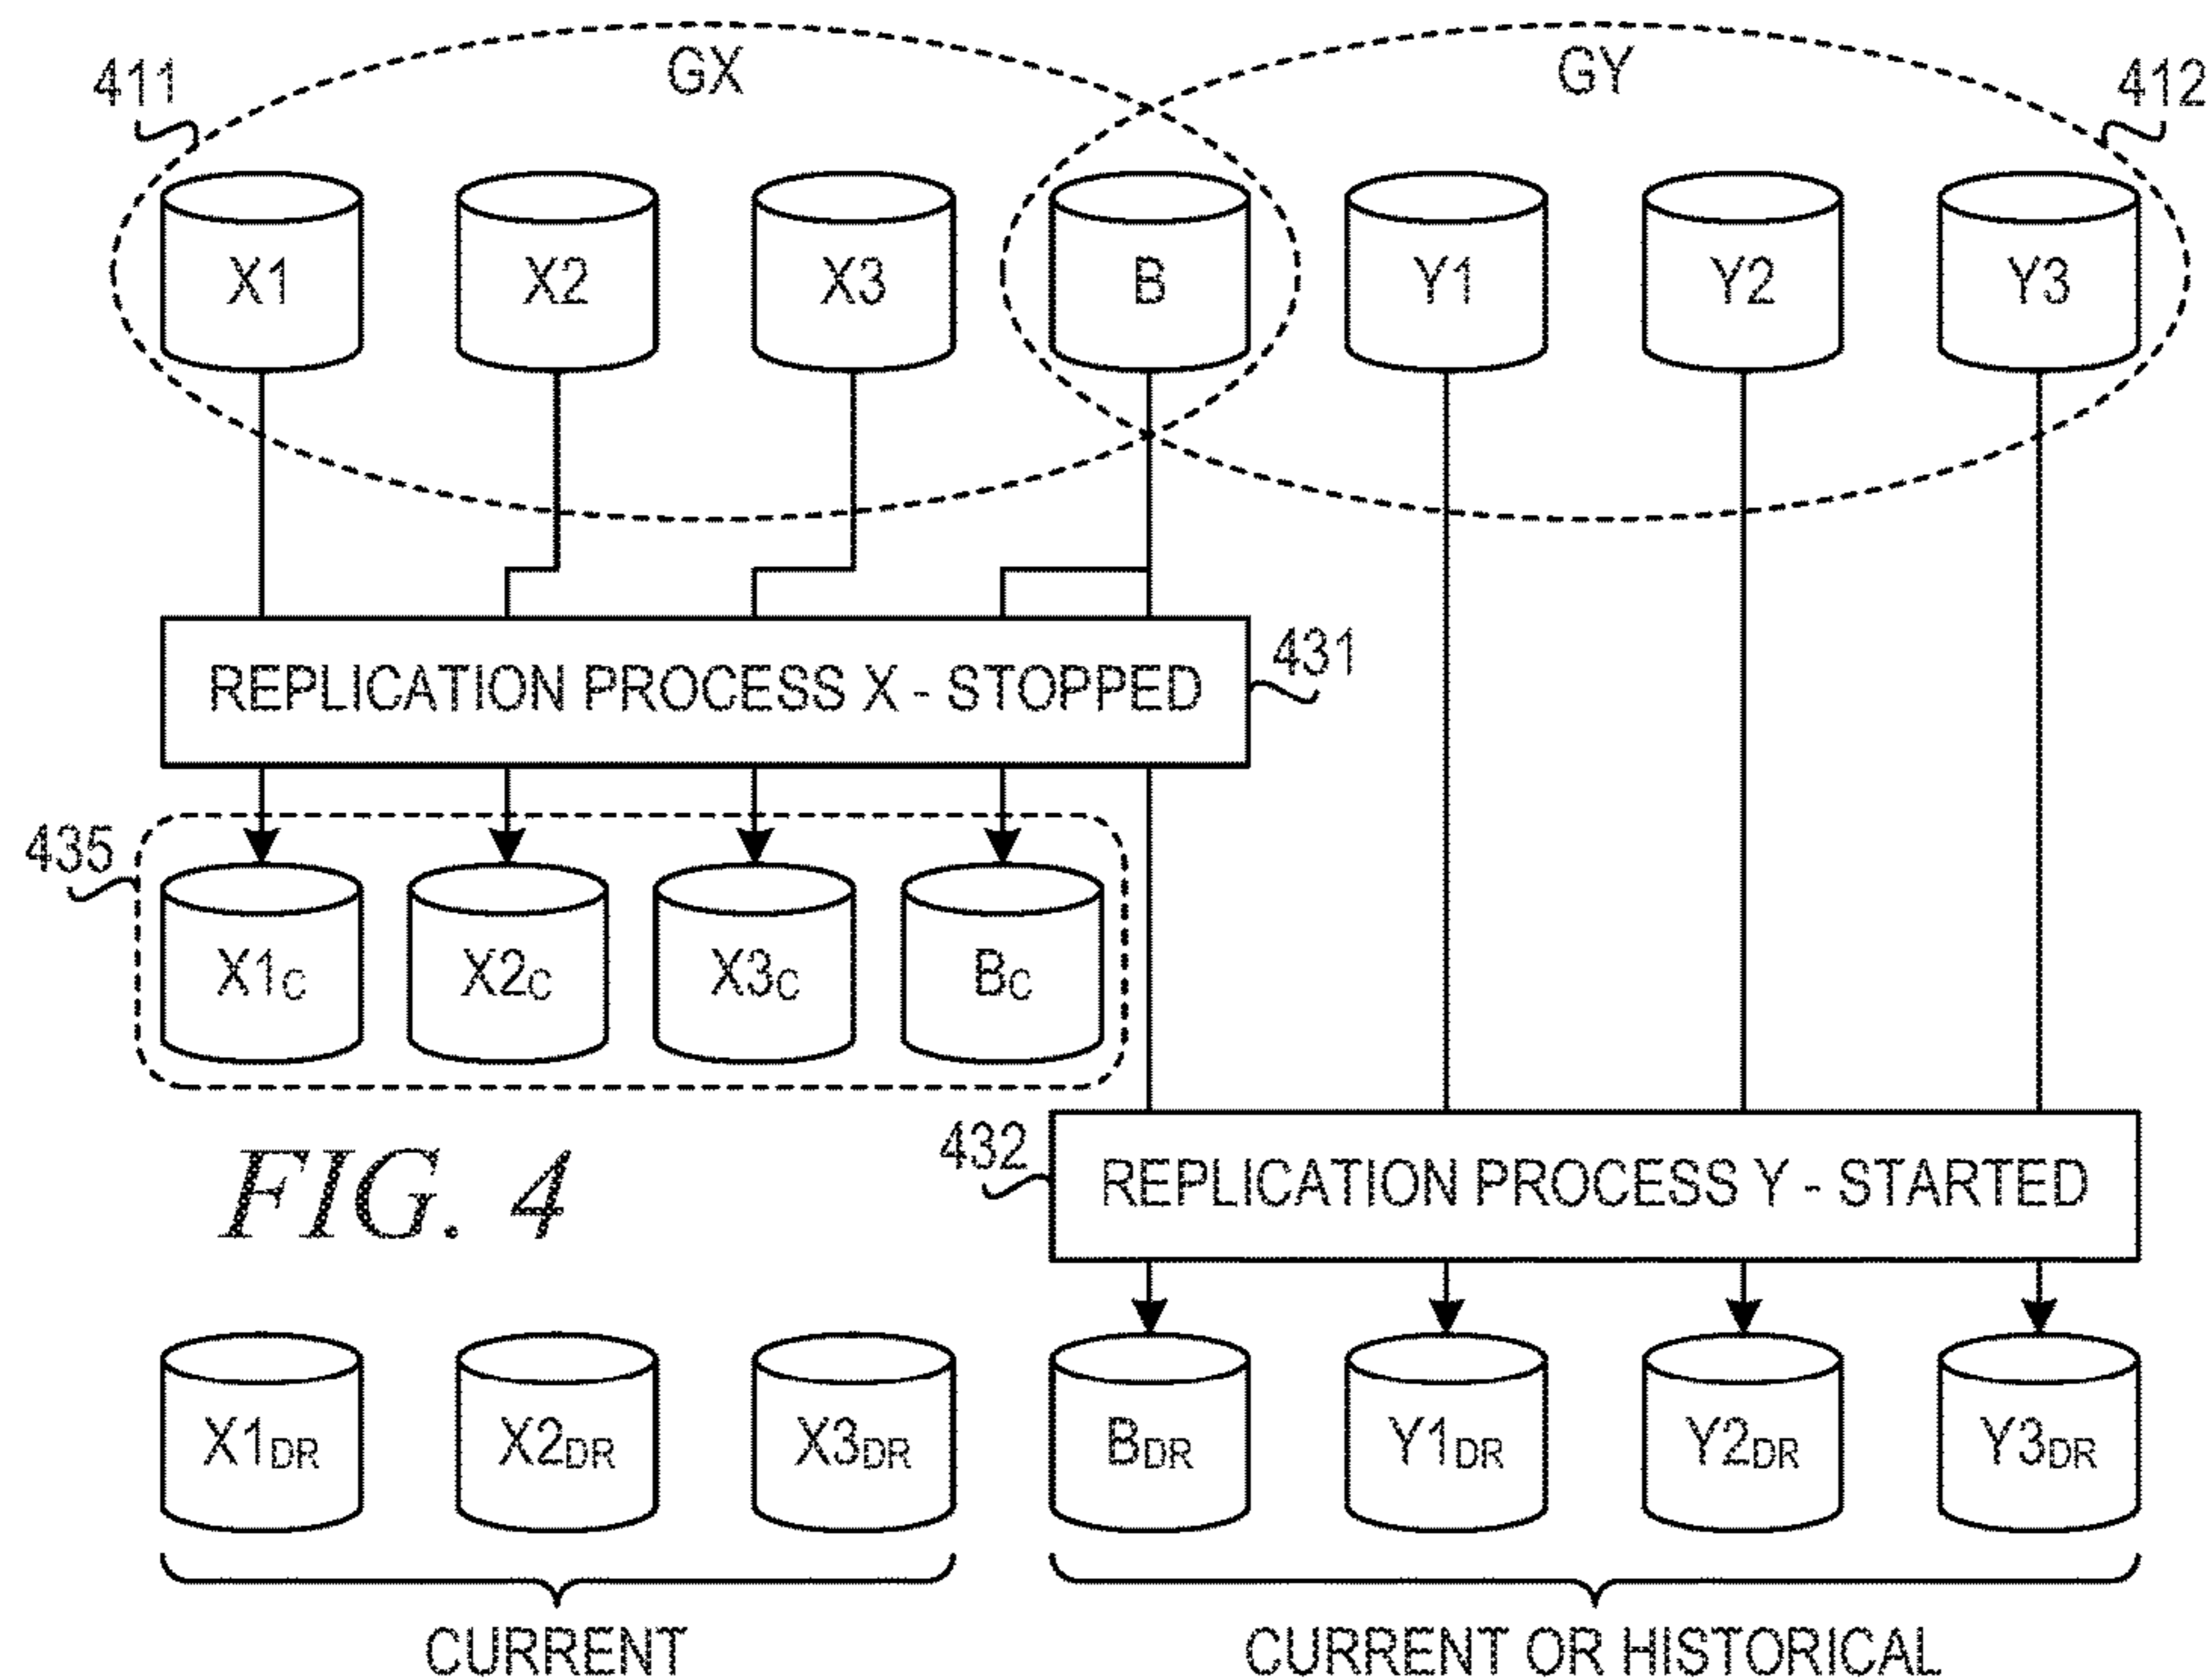 GX GY
411 412
X1 X2 X3 B Y1 Y2 Y3
REPLICATION PROCESS X - STOPPED 431
435
X1C X2C X3C BC
432 REPLICATION PROCESS Y - STARTED
FIG. 4
X1DR X2DR X3DR BDR Y1DR Y2DR Y3DR
CURRENT CURRENT OR HISTORICAL